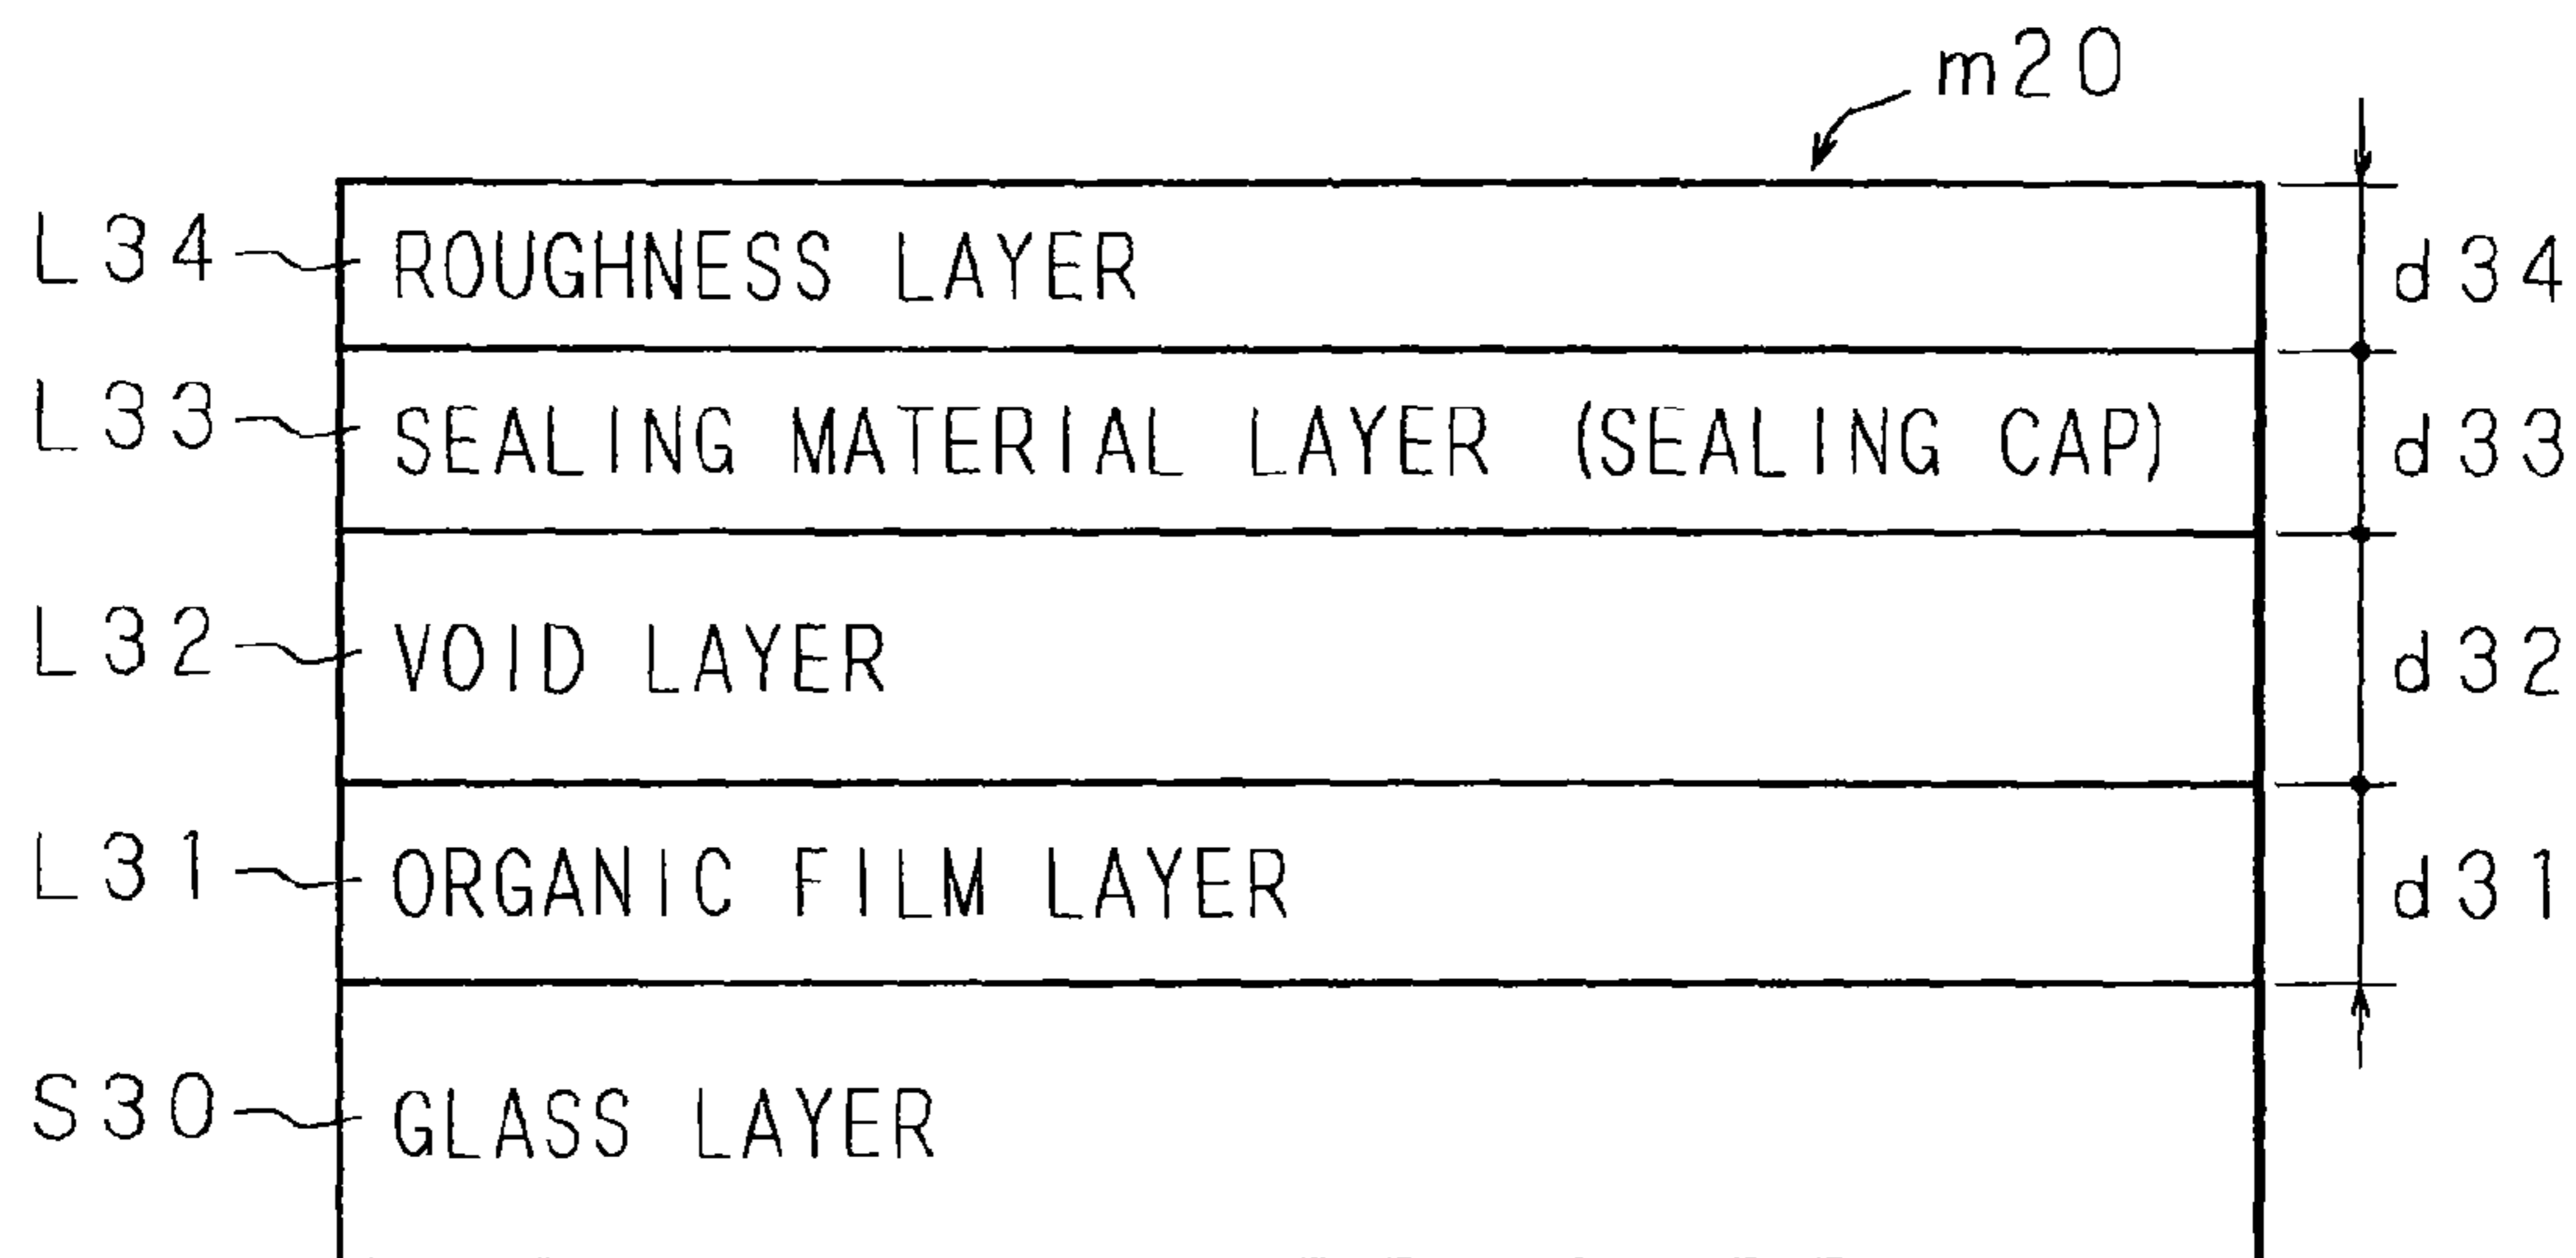 m20
L34 ROUGHNESS LAYER d34
L33 SEALING MATERIAL LAYER (SEALING CAP) d33
L32 VOID LAYER d32
L31 ORGANIC FILM LAYER d31
S30 GLASS LAYER